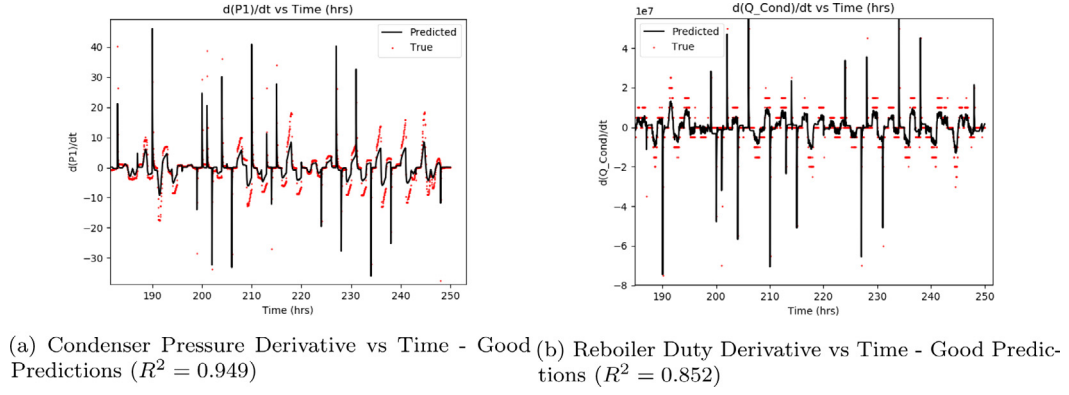 d(P1)/dt vs Time (hrs)
Predicted
True
40
30
20
10
0
-10
-20
-30
d(P1)/dt
190 200 210 220 230 240 250
Time (hrs)
1e7
d(Q_Cond)/dt vs Time (hrs)
Predicted
True
4
2
0
-2
-4
-6
-8
d(Q_Cond)/dt
190 200 210 220 230 240 250
Time (hrs)
(a) Condenser Pressure Derivative vs Time - Good
Predictions (R² = 0.949)
(b) Reboiler Duty Derivative vs Time - Good Predic-
tions (R² = 0.852)